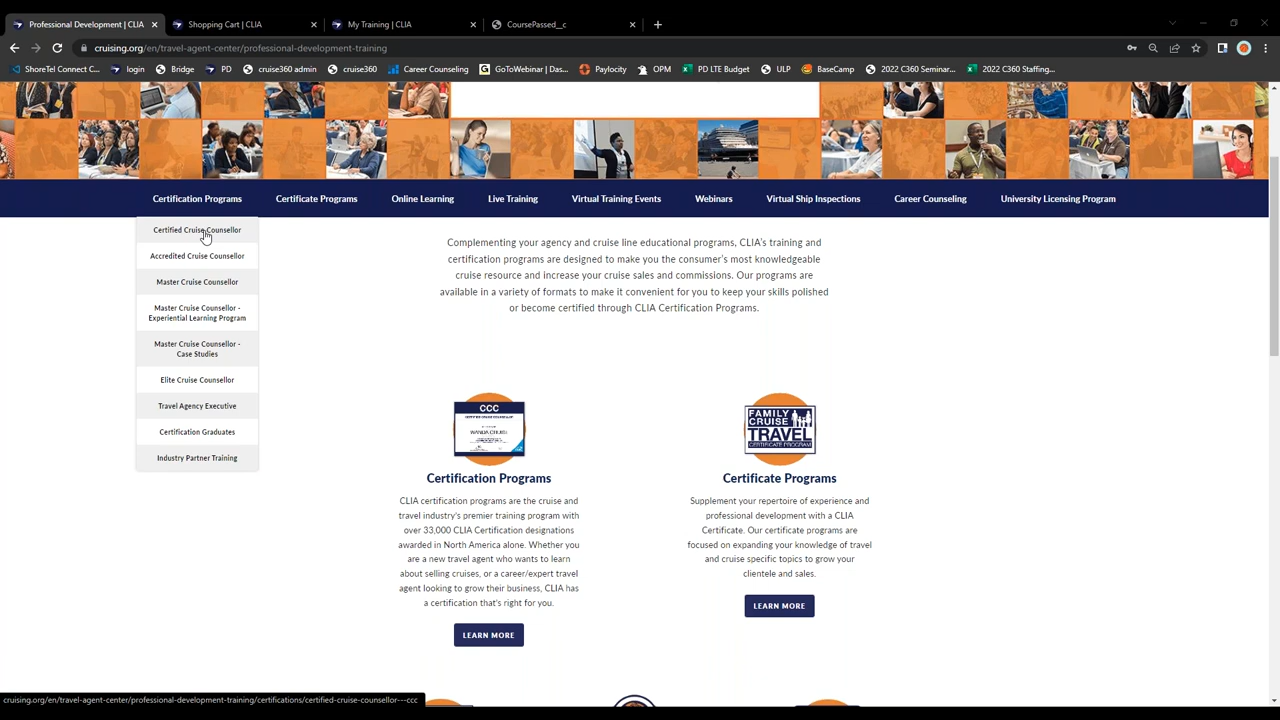 Professional Development | CLIA
Shopping Cart | CLIA
My Training | CLIA
CoursePassed__c
cruising.org/en/travel-agent-center/professional-development-training
ShoreTel Connect C...
login
Bridge
PD
cruise360 admin
cruise360
Career Counseling
GoToWebinar | Das...
Paylocity
OPM
PD LTE Budget
ULP
BaseCamp
2022 C360 Seminar...
2022 C360 Staffing...
Certification Programs
Certificate Programs
Online Learning
Live Training
Virtual Training Events
Webinars
Virtual Ship Inspections
Career Counseling
University Licensing Program
Certified Cruise Counsellor
Accredited Cruise Counsellor
Master Cruise Counsellor
Master Cruise Counsellor -
Experiential Learning Program
Master Cruise Counsellor -
Case Studies
Elite Cruise Counsellor
Travel Agency Executive
Certification Graduates
Industry Partner Training
Complementing your agency and cruise line educational programs, CLIA's training and
certification programs are designed to make you the consumer's most knowledgeable
cruise resource and increase your cruise sales and commissions. Our programs are
available in a variety of formats to make it convenient for you to keep your skills polished
or become certified through CLIA Certification Programs.
CCC
CERTIFIED CRUISE COUNSELLOR
WANDA CRUISE
Certification Programs
CLIA certification programs are the cruise and
travel industry's premier training program with
over 33,000 CLIA Certification designations
awarded in North America alone. Whether you
are a new travel agent who wants to learn
about selling cruises, or a career/expert travel
agent looking to grow their business, CLIA has
a certification that's right for you.
LEARN MORE
FAMILY
CRUISE
TRAVEL
CERTIFICATE PROGRAM
Certificate Programs
Supplement your repertoire of experience and
professional development with a CLIA
Certificate. Our certificate programs are
focused on expanding your knowledge of travel
and cruise specific topics to grow your
clientele and sales.
LEARN MORE
cruising.org/en/travel-agent-center/professional-development-training/certifications/certified-cruise-counsellor---ccc